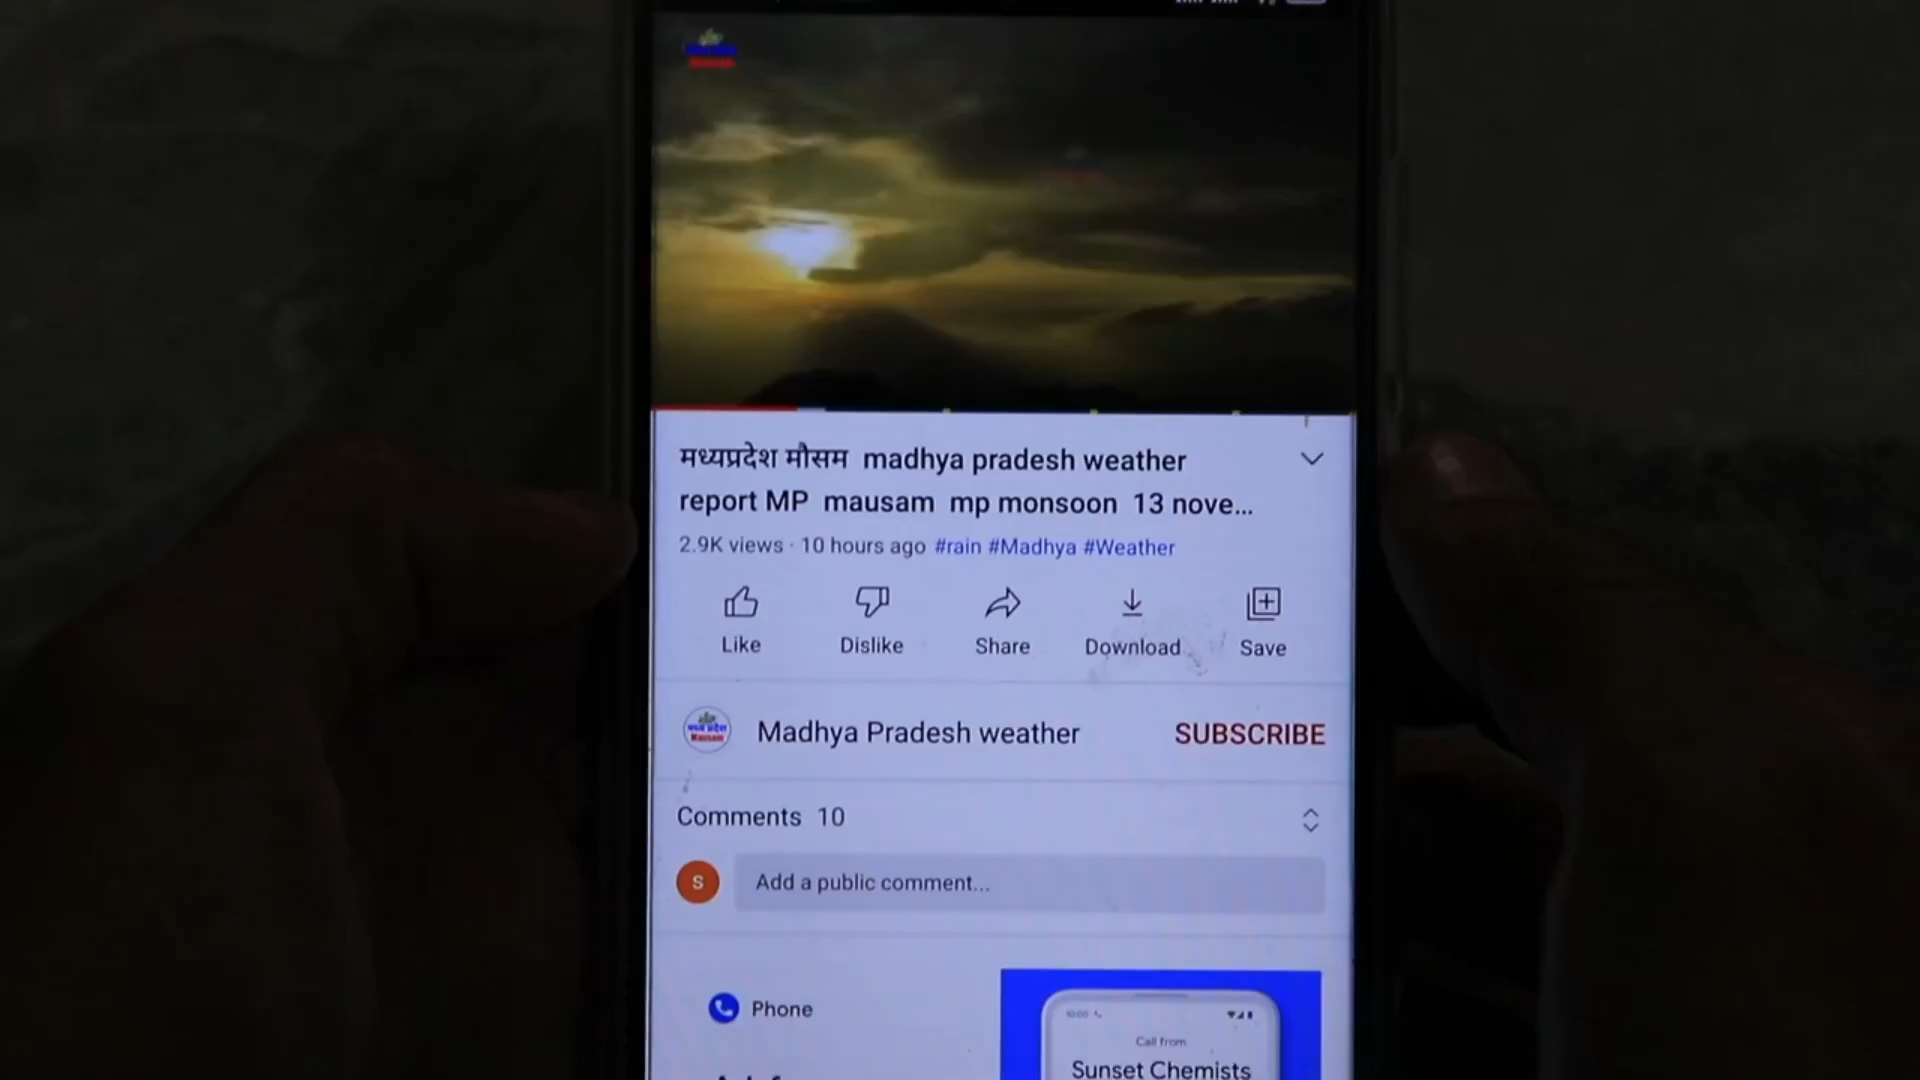 मध्यप्रदेश मौसम madhya pradesh weather
report MP mausam mp monsoon 13 nove...
2.9K views · 10 hours ago #rain #Madhya #Weather
Like Dislike Share Download Save
Madhya Pradesh weather SUBSCRIBE
Comments 10
S Add a public comment...
Phone
10:00
Call from
Sunset Chemists